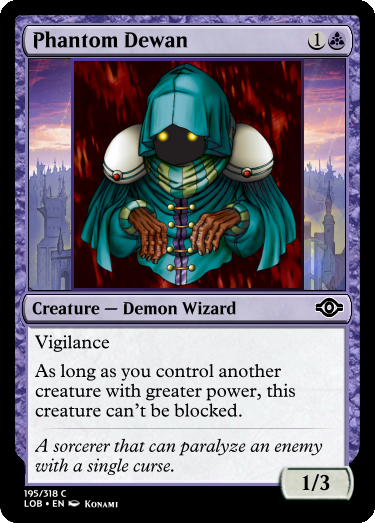 Phantom Dewan 1
Creature — Demon Wizard
Vigilance
As long as you control another
creature with greater power, this
creature can't be blocked.
A sorcerer that can paralyze an enemy
with a single curse.
1/3
195/318 C
LOB • EN Konami